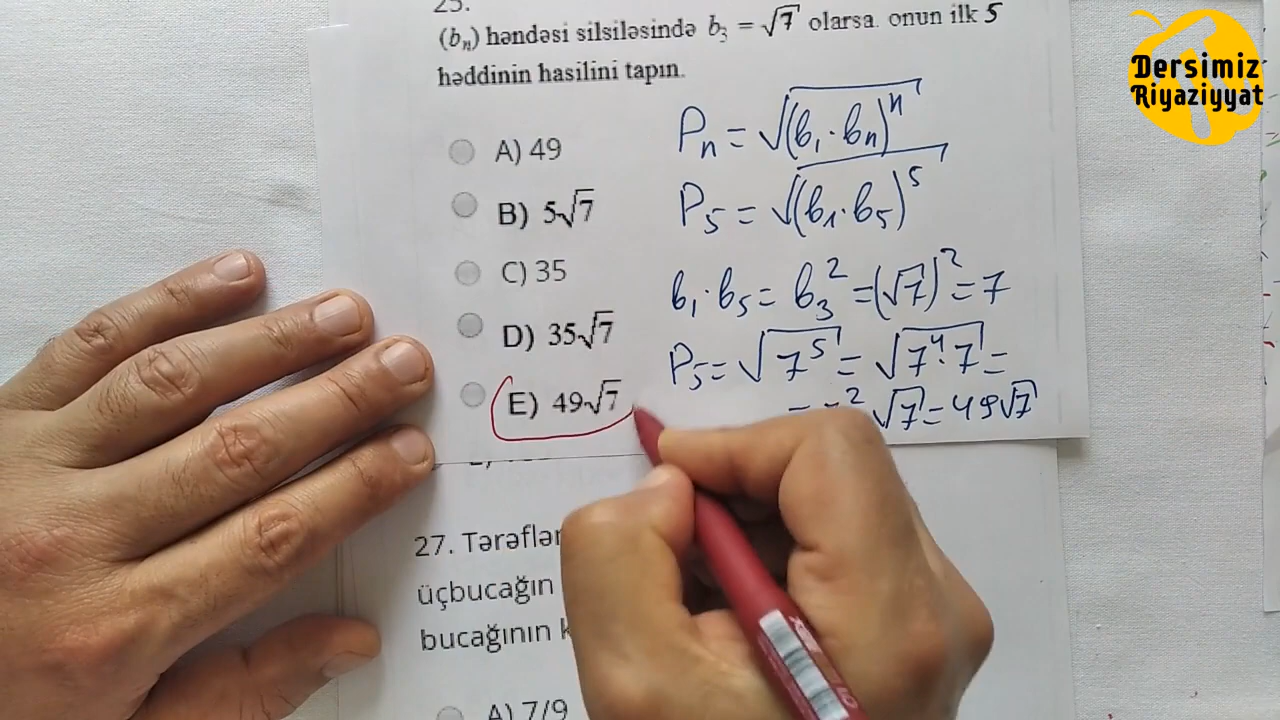 25.
(bₙ) həndəsi silsiləsində b₃ = √7 olarsa. onun ilk 5
həddinin hasilini tapın.
A) 49
B) 5√7
C) 35
D) 35√7
E) 49√7
Pₙ = √(b₁·bₙ)ⁿ
P₅ = √(b₁·b₅)⁵
b₁·b₅ = b₃² = (√7)² = 7
P₅ = √7⁵ = √7⁴·7 =
√7 = 49√7
27. Tərəflər
üçbucağın
bucağının
A) 7/9
Dersimiz
Riyaziyyat